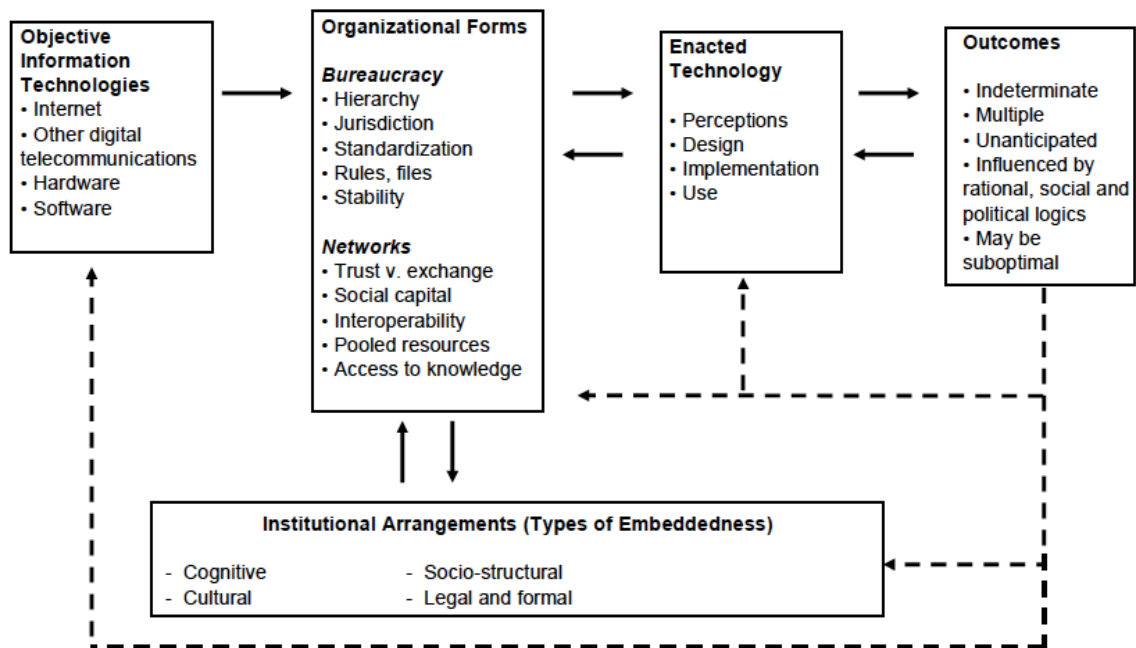 Objective
Information
Technologies
• Internet
• Other digital
telecommunications
• Hardware
• Software
Organizational Forms
Bureaucracy
• Hierarchy
• Jurisdiction
• Standardization
• Rules, files
• Stability
Networks
• Trust v. exchange
• Social capital
• Interoperability
• Pooled resources
• Access to knowledge
Enacted
Technology
• Perceptions
• Design
• Implementation
• Use
Outcomes
• Indeterminate
• Multiple
• Unanticipated
• Influenced by
rational, social and
political logics
• May be
suboptimal
Institutional Arrangements (Types of Embeddedness)
- Cognitive - Socio-structural
- Cultural - Legal and formal